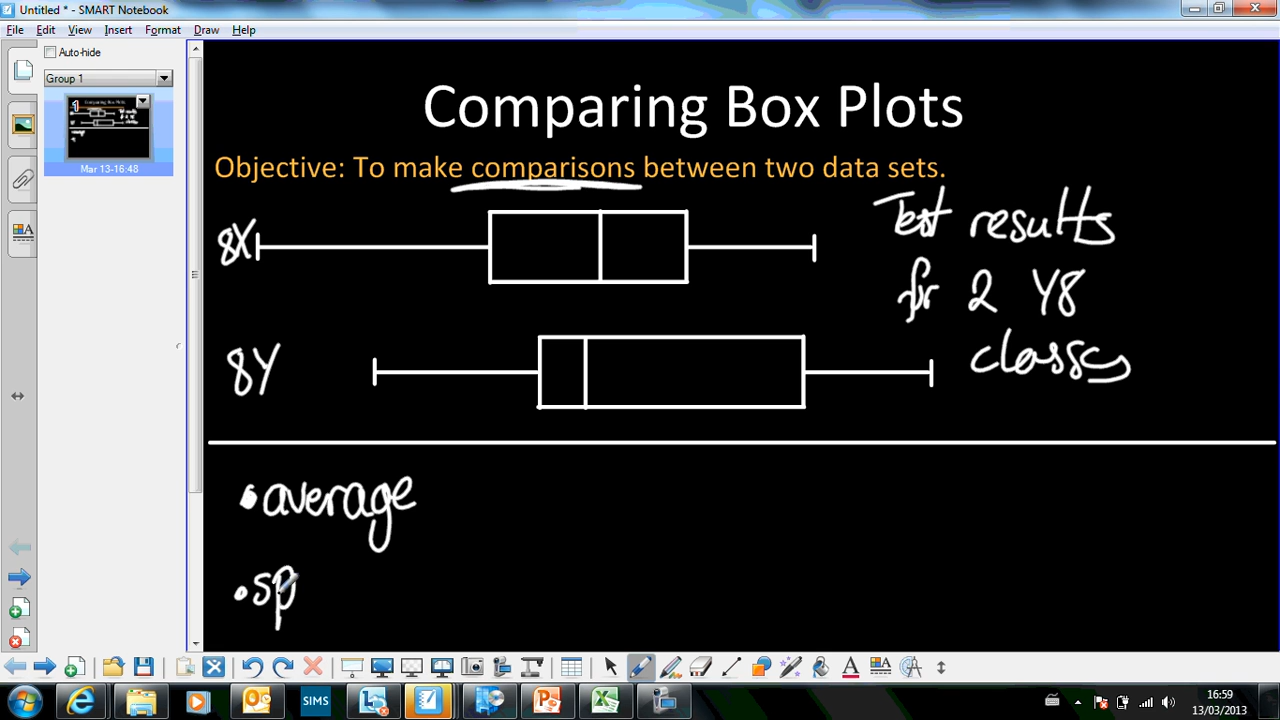 Untitled * - SMART Notebook
File Edit View Insert Format Draw Help
Auto-hide
Group 1
Mar 13-16:48
Comparing Box Plots
Objective: To make comparisons between two data sets.
8X
Test results
for 2 Y8
classes
8Y
•average
•sp
SIMS
16:59
13/03/2013